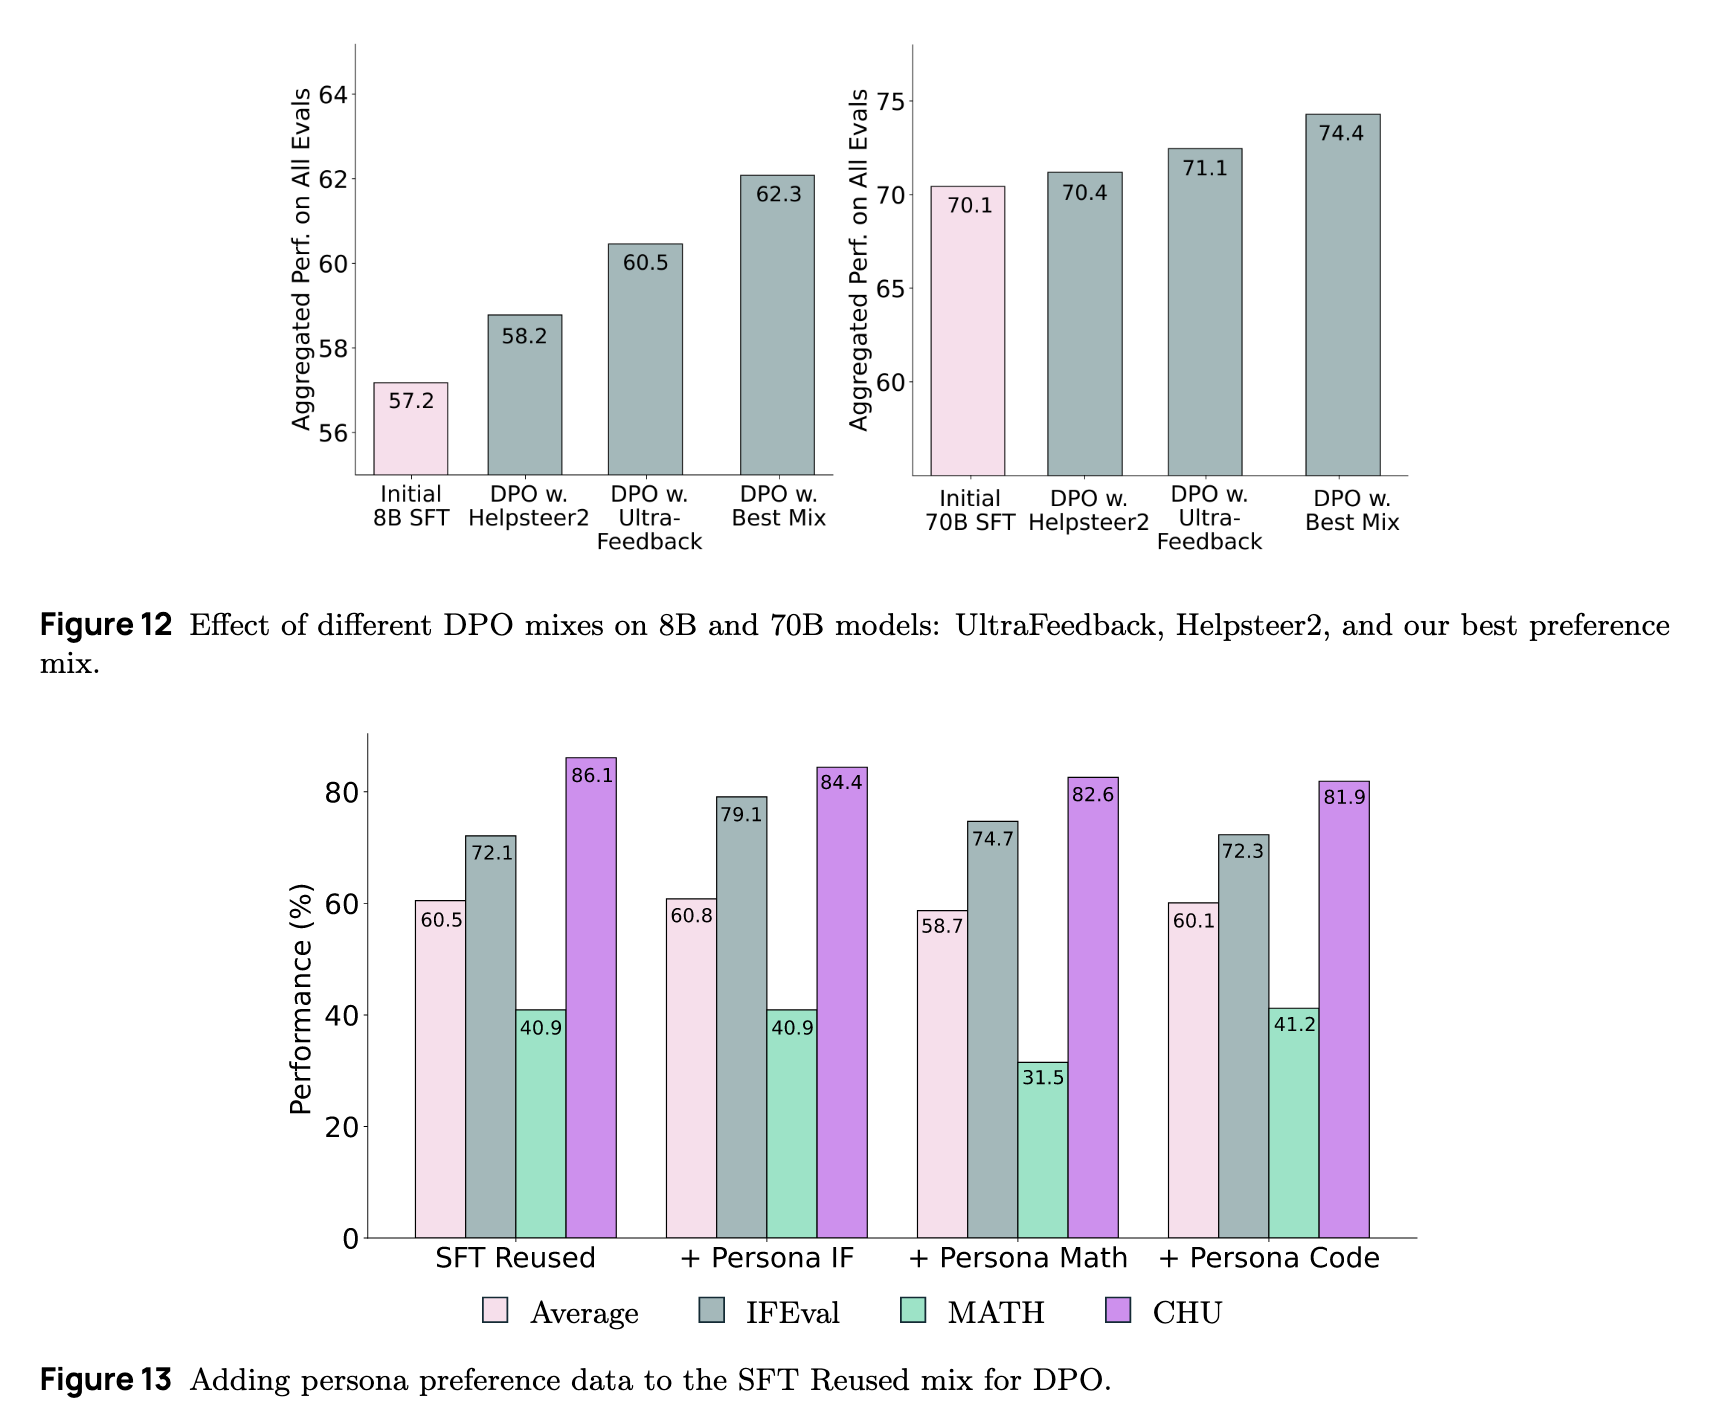 Aggregated Perf. on All Evals
64
62
60
58
56
57.2
58.2
60.5
62.3
Initial
8B SFT
DPO w.
Helpsteer2
DPO w.
Ultra-
Feedback
DPO w.
Best Mix
Aggregated Perf. on All Evals
75
70
65
60
70.1
70.4
71.1
74.4
Initial
70B SFT
DPO w.
Helpsteer2
DPO w.
Ultra-
Feedback
DPO w.
Best Mix
Figure 12 Effect of different DPO mixes on 8B and 70B models: UltraFeedback, Helpsteer2, and our best preference
mix.
Performance (%)
80
60
40
20
0
60.5
72.1
40.9
86.1
60.8
79.1
40.9
84.4
58.7
74.7
31.5
82.6
60.1
72.3
41.2
81.9
SFT Reused
+ Persona IF
+ Persona Math
+ Persona Code
Average
IFEval
MATH
CHU
Figure 13 Adding persona preference data to the SFT Reused mix for DPO.